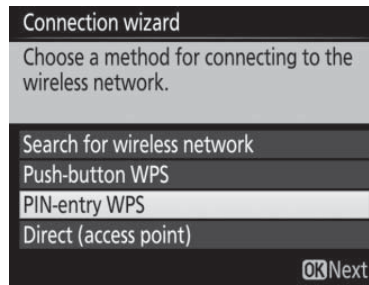 Connection wizard
Choose a method for connecting to the
wireless network.
Search for wireless network
Push-button WPS
PIN-entry WPS
Direct (access point)
OK Next